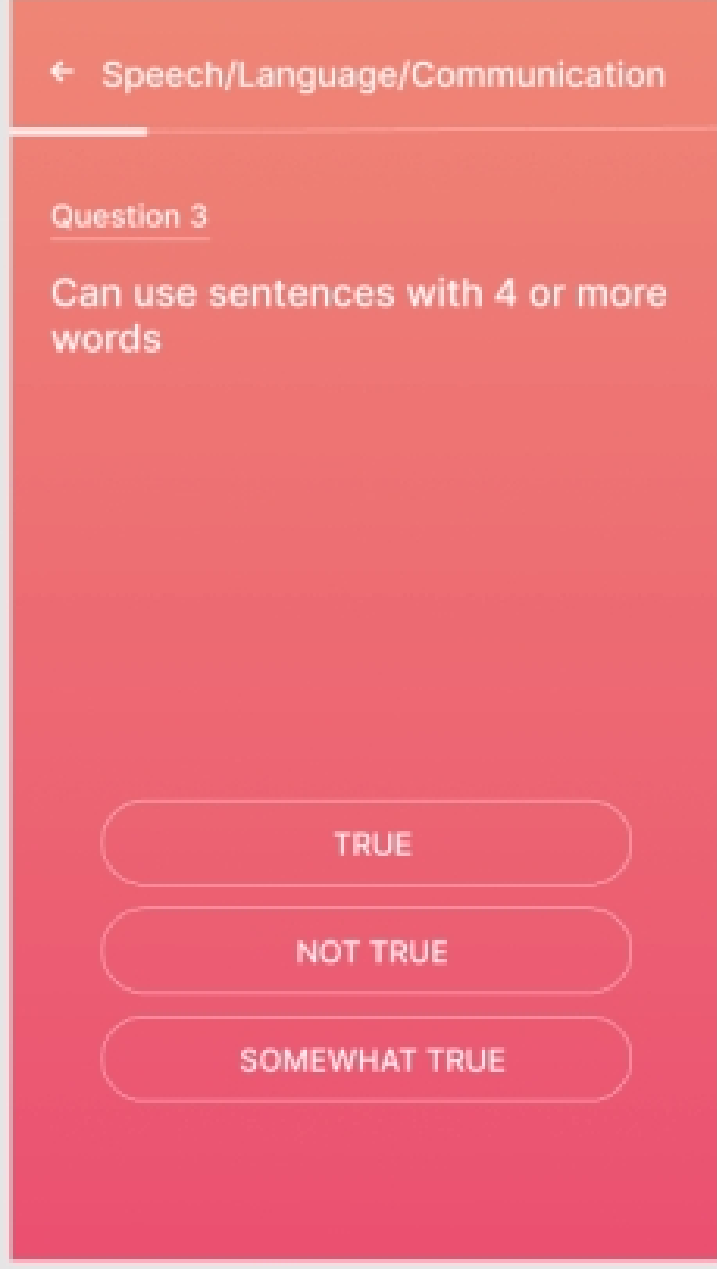 Speech/Language/Communication
Question 3
Can use sentences with 4 or more
words
TRUE
NOT TRUE
SOMEWHAT TRUE